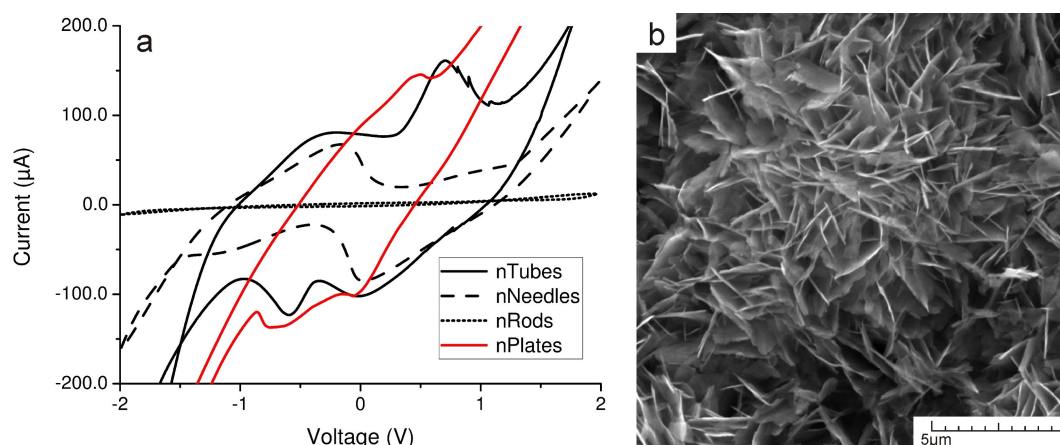 a
200.0
100.0
0.0
-100.0
-200.0
Current (µA)
-2
-1
0
1
2
Voltage (V)
nTubes
nNeedles
nRods
nPlates
b
5µm